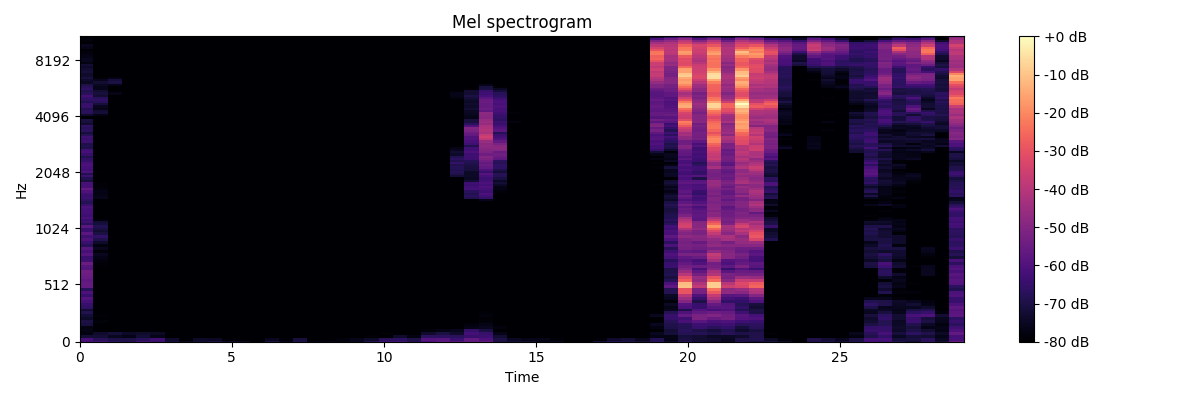 Mel spectrogram
8192
4096
2048
1024
512
0
Hz
0 5 10 15 20 25
Time
+0 dB
-10 dB
-20 dB
-30 dB
-40 dB
-50 dB
-60 dB
-70 dB
-80 dB